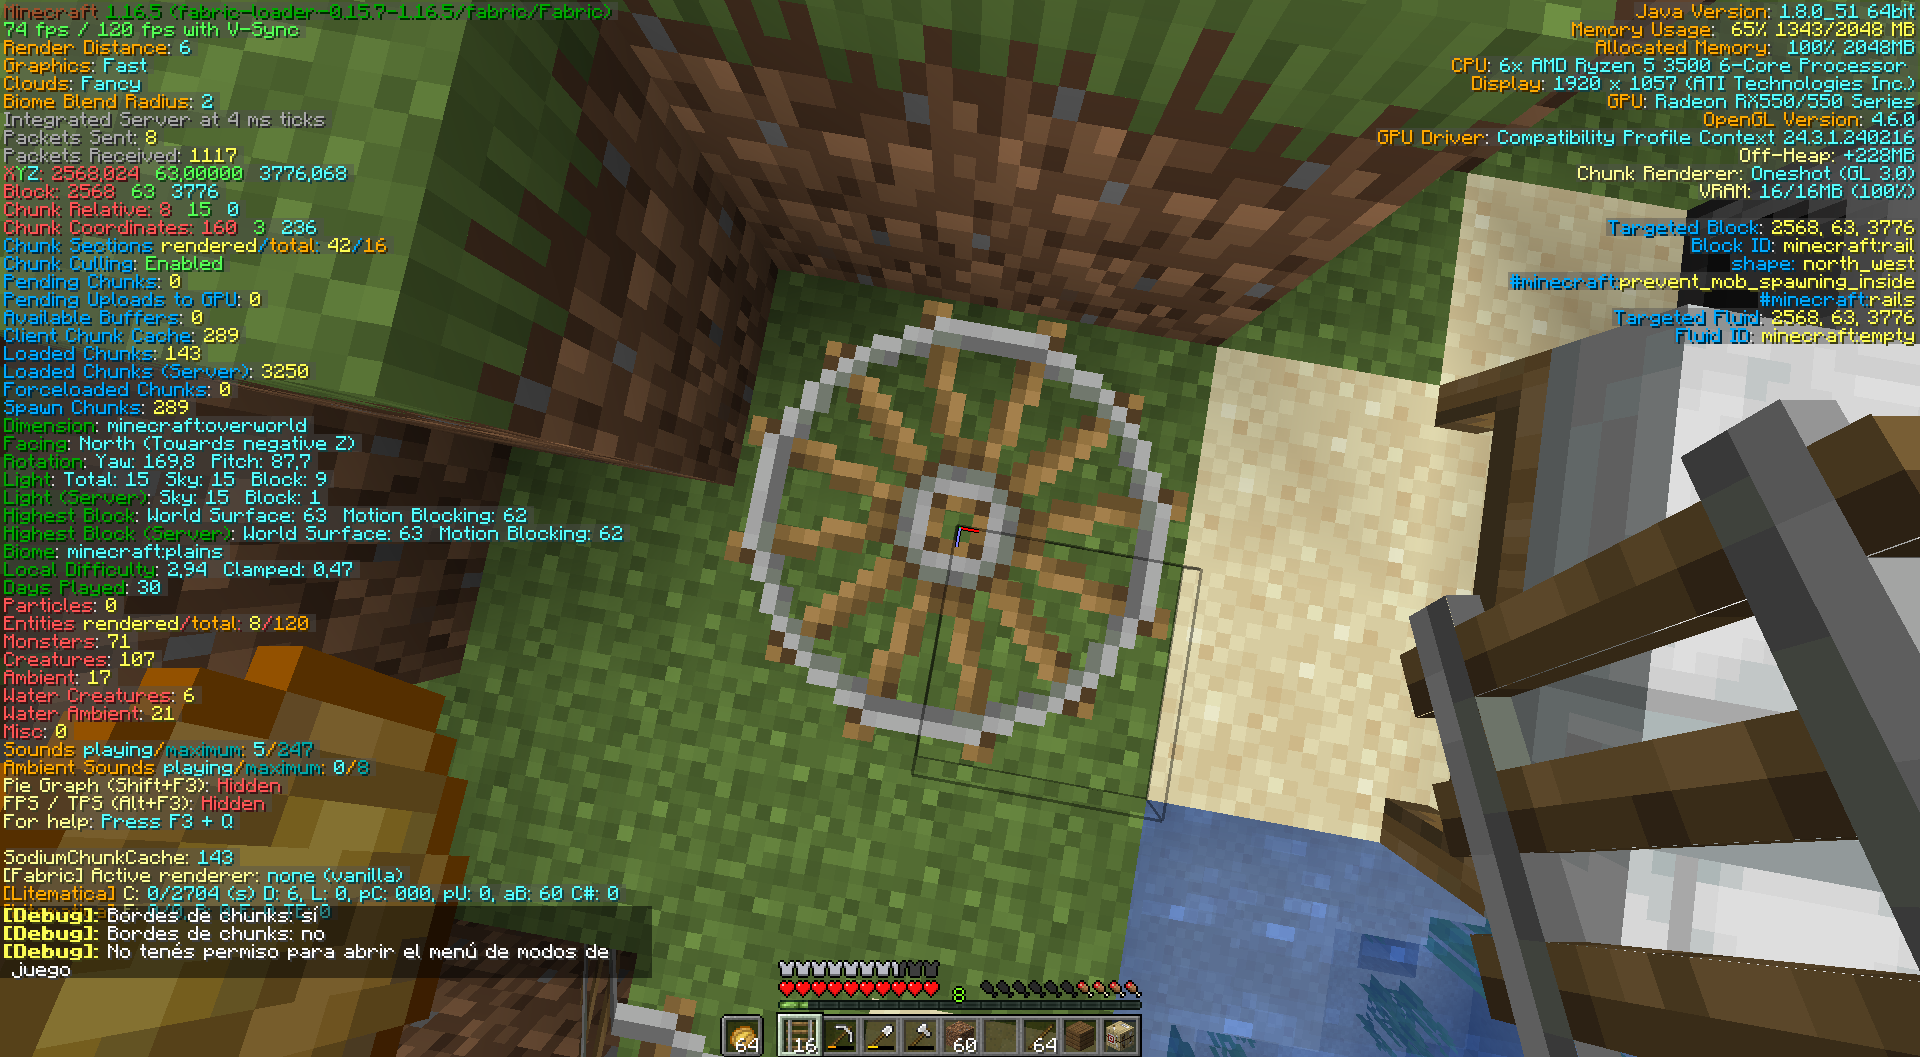 Minecraft 1.16.5 (fabric-loader-0.15.7-1.16.5/fabric/Fabric)
74 fps / 120 fps with V-Sync
Render Distance: 6
Graphics: Fast
Clouds: Fancy
Biome Blend Radius: 2
Integrated Server at 4 ms ticks
Packets Sent: 8
Packets Received: 1117
XYZ: 2568,024 63,00000 3776,068
Block: 2568 63 3776
Chunk Relative: 8 15 0
Chunk Coordinates: 160 3 236
Chunk Sections rendered/total: 42/16
Chunk Culling: Enabled
Pending Chunks: 0
Pending Uploads to GPU: 0
Available Buffers: 0
Client Chunk Cache: 289
Loaded Chunks: 143
Loaded Chunks (Server): 3250
Forceloaded Chunks: 0
Spawn Chunks: 289
Dimension: minecraft:overworld
Facing: North (Towards negative Z)
Rotation: Yaw: 169,8 Pitch: 87,7
Light: Total: 15 Sky: 15 Block: 9
Light (Server): Sky: 15 Block: 1
Highest Block: World Surface: 63 Motion Blocking: 62
Highest Block (Server): World Surface: 63 Motion Blocking: 62
Biome: minecraft:plains
Local Difficulty: 2,94 Clamped: 0,47
Days Played: 30
Particles: 0
Entities rendered/total: 8/120
Monsters: 71
Creatures: 107
Ambient: 17
Water Creatures: 6
Water Ambient: 21
Misc: 0
Sounds playing/maximum: 5/247
Ambient Sounds playing/maximum: 0/8
Pie Graph (Shift+F3): Hidden
FPS / TPS (Alt+F3): Hidden
For help: Press F3 + Q
SodiumChunkCache: 143
[Fabric] Active renderer: none (vanilla)
[Litematica] C: 0/2704 (s) D: 6, L: 0, pC: 000, pU: 0, aB: 60 C#: 0
[Debug]: Bordes de chunks: sí
[Debug]: Bordes de chunks: no
[Debug]: No tenés permiso para abrir el menú de modos de
juego
Java Version: 1.8.0_51 64bit
Memory Usage: 65% 1343/2048 MB
Allocated Memory: 100% 2048MB
CPU: 6x AMD Ryzen 5 3500 6-Core Processor
Display: 1920 x 1057 (ATI Technologies Inc.)
GPU: Radeon RX550/550 Series
OpenGL Version: 4.6.0
GPU Driver: Compatibility Profile Context 24.3.1.240216
Off-Heap: +228MB
Chunk Renderer: Oneshot (GL 3.0)
VRAM: 16/16MB (100%)
Targeted Block: 2568, 63, 3776
Block ID: minecraft:rail
shape: north_west
#minecraft:prevent_mob_spawning_inside
#minecraft:rails
Targeted Fluid: 2568, 63, 3776
Fluid ID: minecraft:empty
8
64 16 60 64